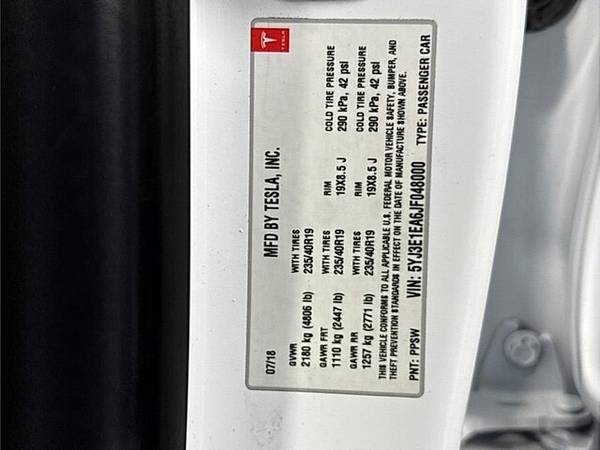 TESLA
07/18 MFD BY TESLA, INC.
GVWR WITH TIRES
2180 kg (4806 lb) 235/40R19
GAWR FRT WITH TIRES RIM COLD TIRE PRESSURE
1110 kg (2447 lb) 235/40R19 19X8.5 J 290 kPa, 42 psi
GAWR RR WITH TIRES RIM COLD TIRE PRESSURE
1257 kg (2771 lb) 235/40R19 19X8.5 J 290 kPa, 42 psi
THIS VEHICLE CONFORMS TO ALL APPLICABLE U.S. FEDERAL MOTOR VEHICLE SAFETY, BUMPER, AND
THEFT PREVENTION STANDARDS IN EFFECT ON THE DATE OF MANUFACTURE SHOWN ABOVE.
PNT: PPSW VIN: 5YJ3E1EA6JF048000 TYPE: PASSENGER CAR